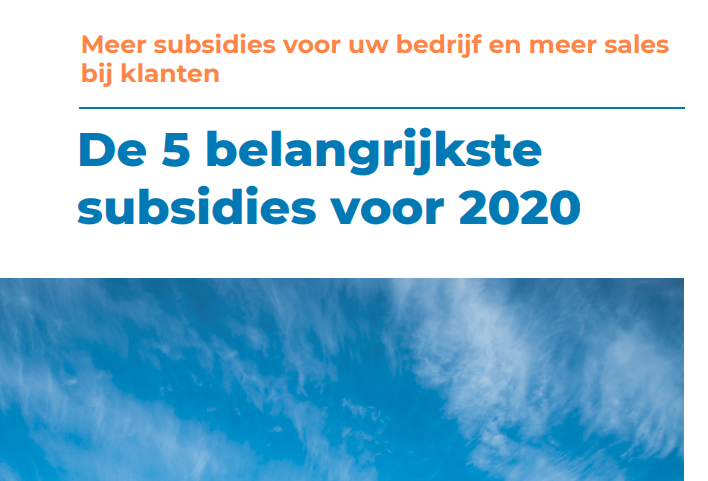 Meer subsidies voor uw bedrijf en meer sales
bij klanten
De 5 belangrijkste
subsidies voor 2020